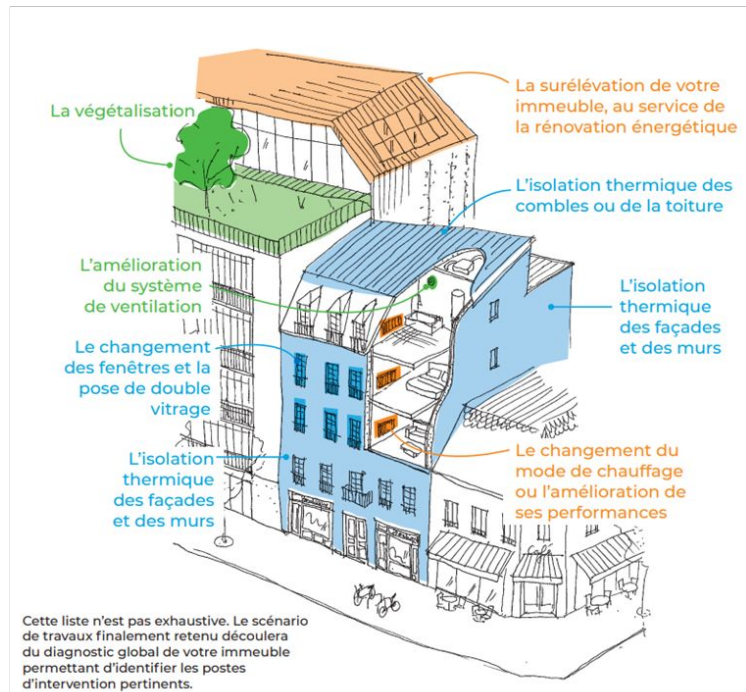 La surélévation de votre
immeuble, au service de
la rénovation énergétique
La végétalisation
L'isolation thermique des
combles ou de la toiture
L'amélioration
du système
de ventilation
L'isolation
thermique
des façades
et des murs
Le changement
des fenêtres et la
pose de double
vitrage
L'isolation
thermique
des façades
et des murs
Le changement du
mode de chauffage
ou l'amélioration de
ses performances
Cette liste n'est pas exhaustive. Le scénario
de travaux finalement retenu découlera
du diagnostic global de votre immeuble
permettant d'identifier les postes
d'intervention pertinents.